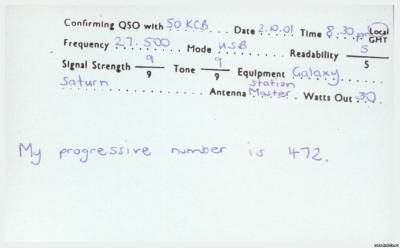 Confirming QSO with 50 KCB Date 2.10.01 Time 8.30 pm Local
GMT
Frequency 27.500 Mode USB Readability 5
5
Signal Strength 9
9 Tone 9
9 Equipment Galaxy
Saturn Antenna Station
Master Watts Out 30
My progressive number is 472.